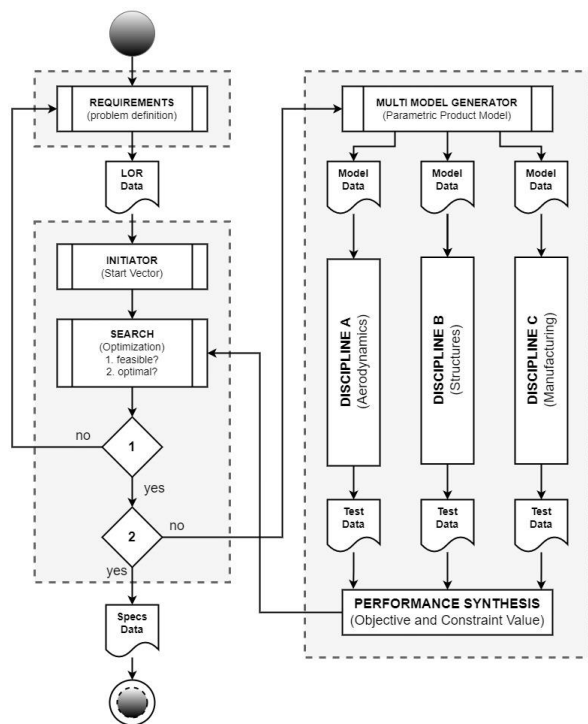 REQUIREMENTS
(problem definition)
LOR
Data
INITIATOR
(Start Vector)
SEARCH
(Optimization)
1. feasible?
2. optimal?
no
1
yes
2
no
yes
Specs
Data
MULTI MODEL GENERATOR
(Parametric Product Model)
Model
Data
Model
Data
Model
Data
DISCIPLINE A
(Aerodynamics)
DISCIPLINE B
(Structures)
DISCIPLINE C
(Manufacturing)
Test
Data
Test
Data
Test
Data
PERFORMANCE SYNTHESIS
(Objective and Constraint Value)